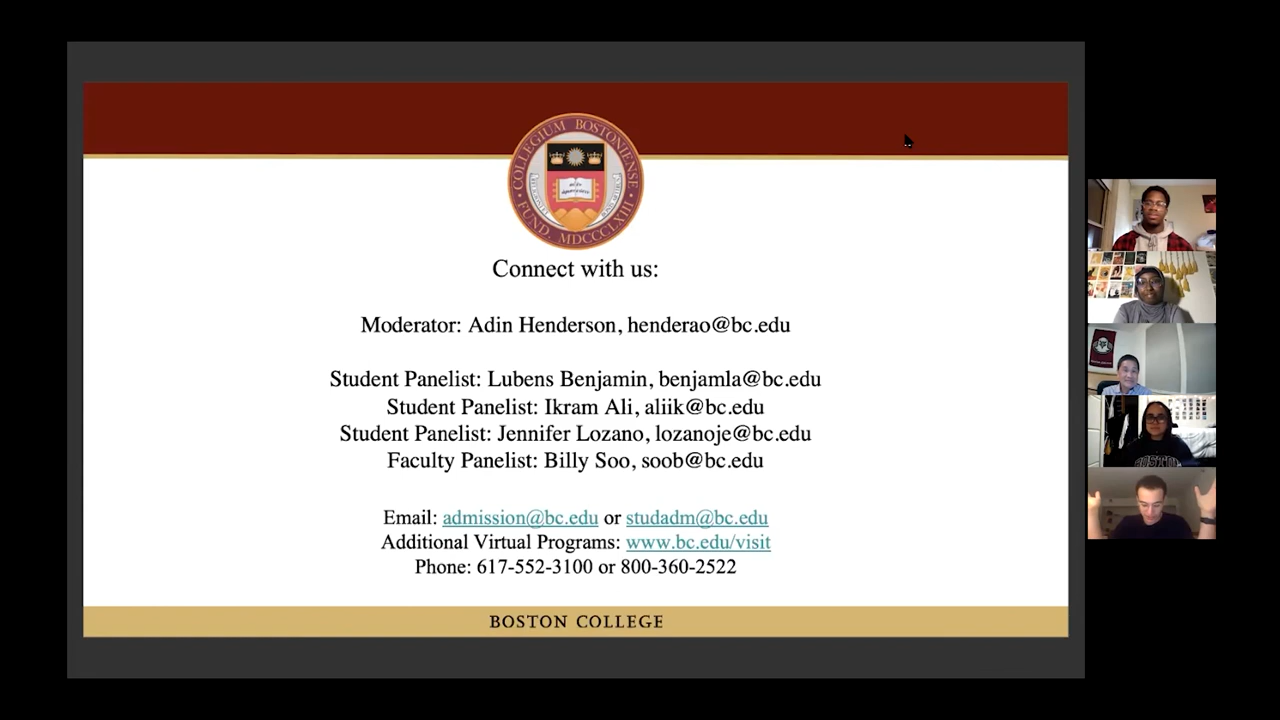 COLLEGIUM BOSTONIENSE
FUND. MDCCCLXIII
Connect with us:
Moderator: Adin Henderson, henderao@bc.edu
Student Panelist: Lubens Benjamin, benjamla@bc.edu
Student Panelist: Ikram Ali, aliik@bc.edu
Student Panelist: Jennifer Lozano, lozanoje@bc.edu
Faculty Panelist: Billy Soo, soob@bc.edu
Email: admission@bc.edu or studadm@bc.edu
Additional Virtual Programs: www.bc.edu/visit
Phone: 617-552-3100 or 800-360-2522
BOSTON COLLEGE
BOSTON